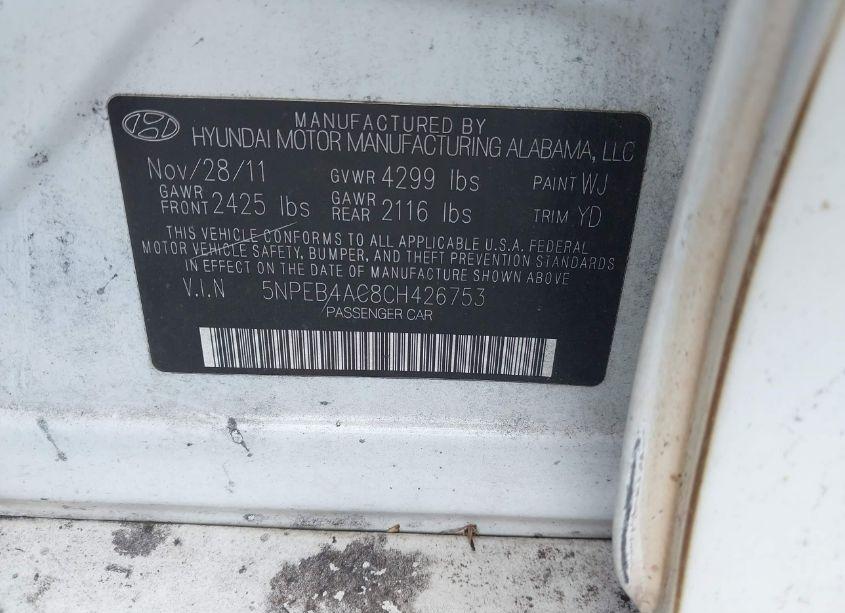 MANUFACTURED BY
HYUNDAI MOTOR MANUFACTURING ALABAMA, LLC
Nov/28/11 GVWR 4299 lbs PAINT WJ
GAWR FRONT 2425 lbs GAWR REAR 2116 lbs TRIM YD
THIS VEHICLE CONFORMS TO ALL APPLICABLE U.S.A. FEDERAL
MOTOR VEHICLE SAFETY, BUMPER, AND THEFT PREVENTION STANDARDS
IN EFFECT ON THE DATE OF MANUFACTURE SHOWN ABOVE
V.I.N 5NPEB4AC8CH426753
PASSENGER CAR